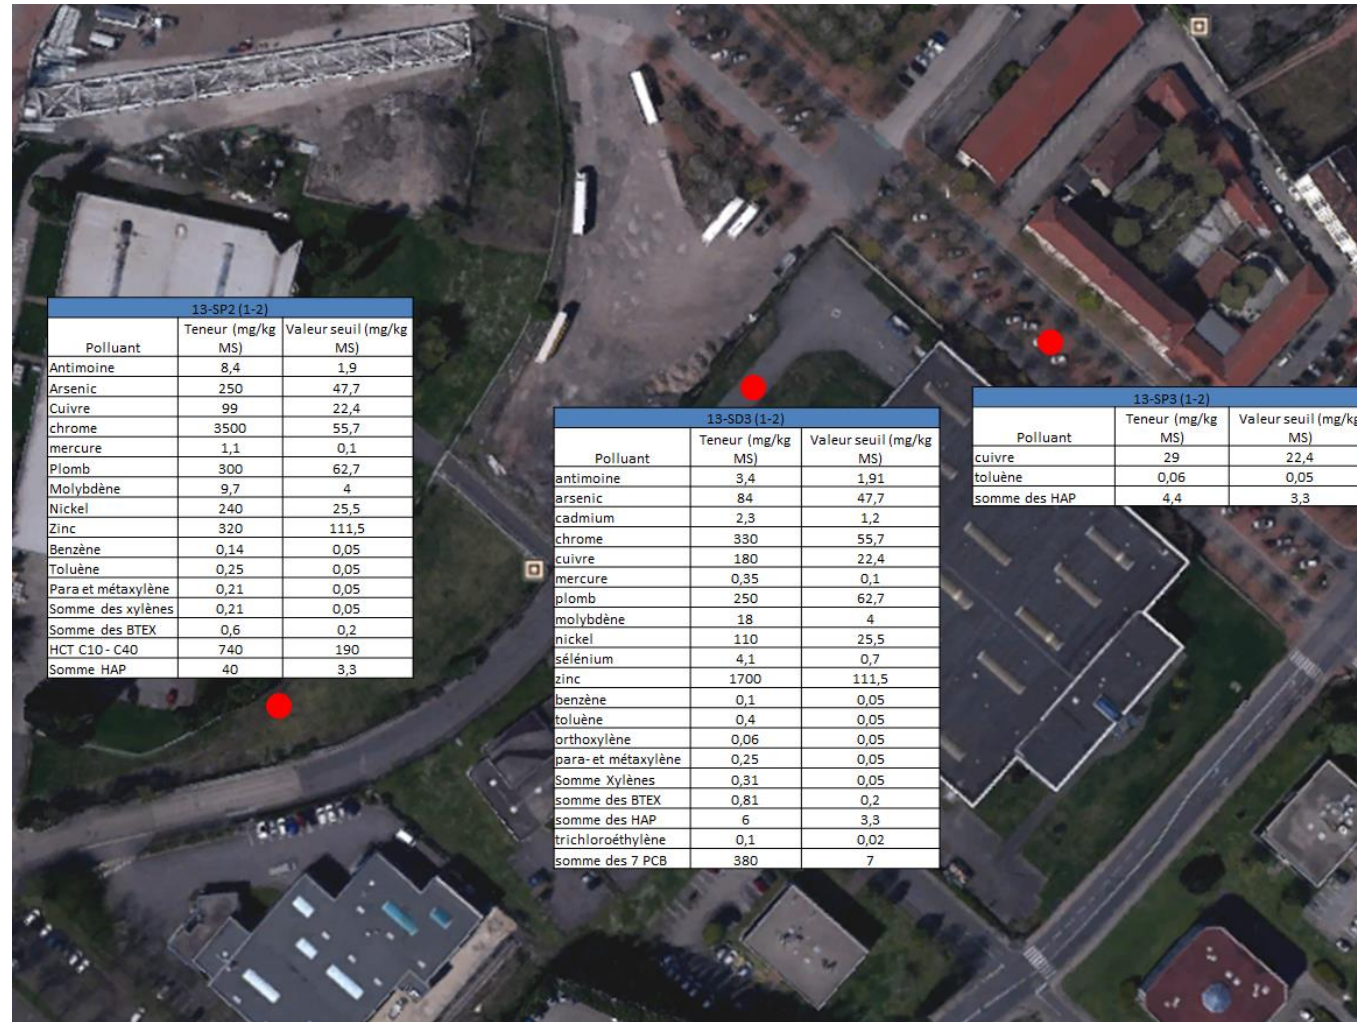 13-SP2 (1-2)
Polluant Teneur (mg/kg MS) Valeur seuil (mg/kg MS)
Antimoine 8,4 1,9
Arsenic 250 47,7
Cuivre 99 22,4
chrome 3500 55,7
mercure 1,1 0,1
Plomb 300 62,7
Molybdène 9,7 4
Nickel 240 25,5
Zinc 320 111,5
Benzène 0,14 0,05
Toluène 0,25 0,05
Para et métaxylène 0,21 0,05
Somme des xylènes 0,21 0,05
Somme des BTEX 0,6 0,2
HCT C10 - C40 740 190
Somme HAP 40 3,3
13-SD3 (1-2)
Polluant Teneur (mg/kg MS) Valeur seuil (mg/kg MS)
antimoine 3,4 1,91
arsenic 84 47,7
cadmium 2,3 1,2
chrome 330 55,7
cuivre 180 22,4
mercure 0,35 0,1
plomb 250 62,7
molybdène 18 4
nickel 110 25,5
sélénium 4,1 0,7
zinc 1700 111,5
benzène 0,1 0,05
toluène 0,4 0,05
orthoxylène 0,06 0,05
para- et métaxylène 0,25 0,05
Somme Xylènes 0,31 0,05
somme des BTEX 0,81 0,2
somme des HAP 6 3,3
trichloroéthylène 0,1 0,02
somme des 7 PCB 380 7
13-SP3 (1-2)
Polluant Teneur (mg/kg MS) Valeur seuil (mg/kg MS)
cuivre 29 22,4
toluène 0,06 0,05
somme des HAP 4,4 3,3